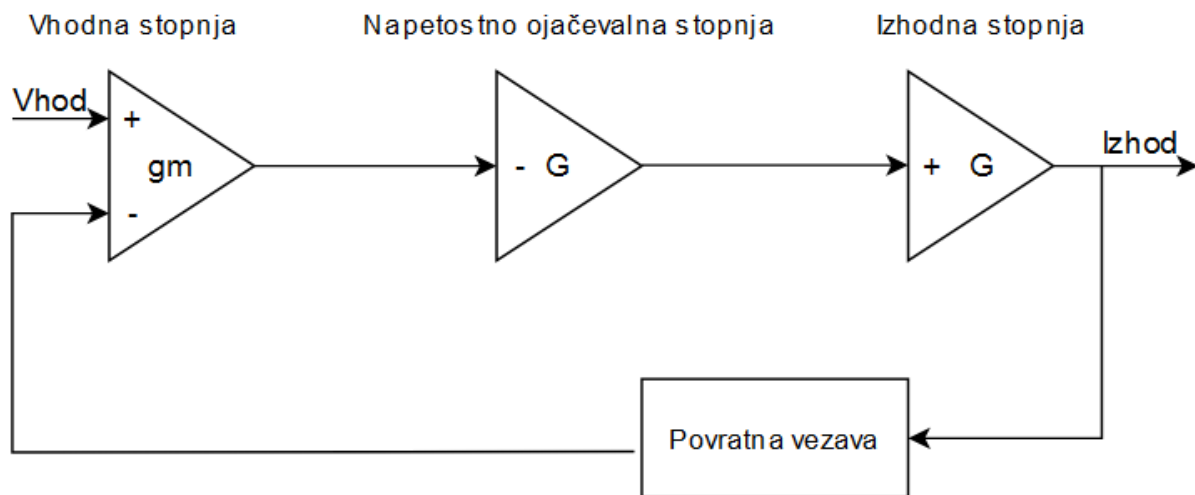 Vhodna stopnja
Napetostno ojačevalna stopnja
Izhodna stopnja
Vhod
+
gm
-
- G
+ G
Izhod
Povratna vezava